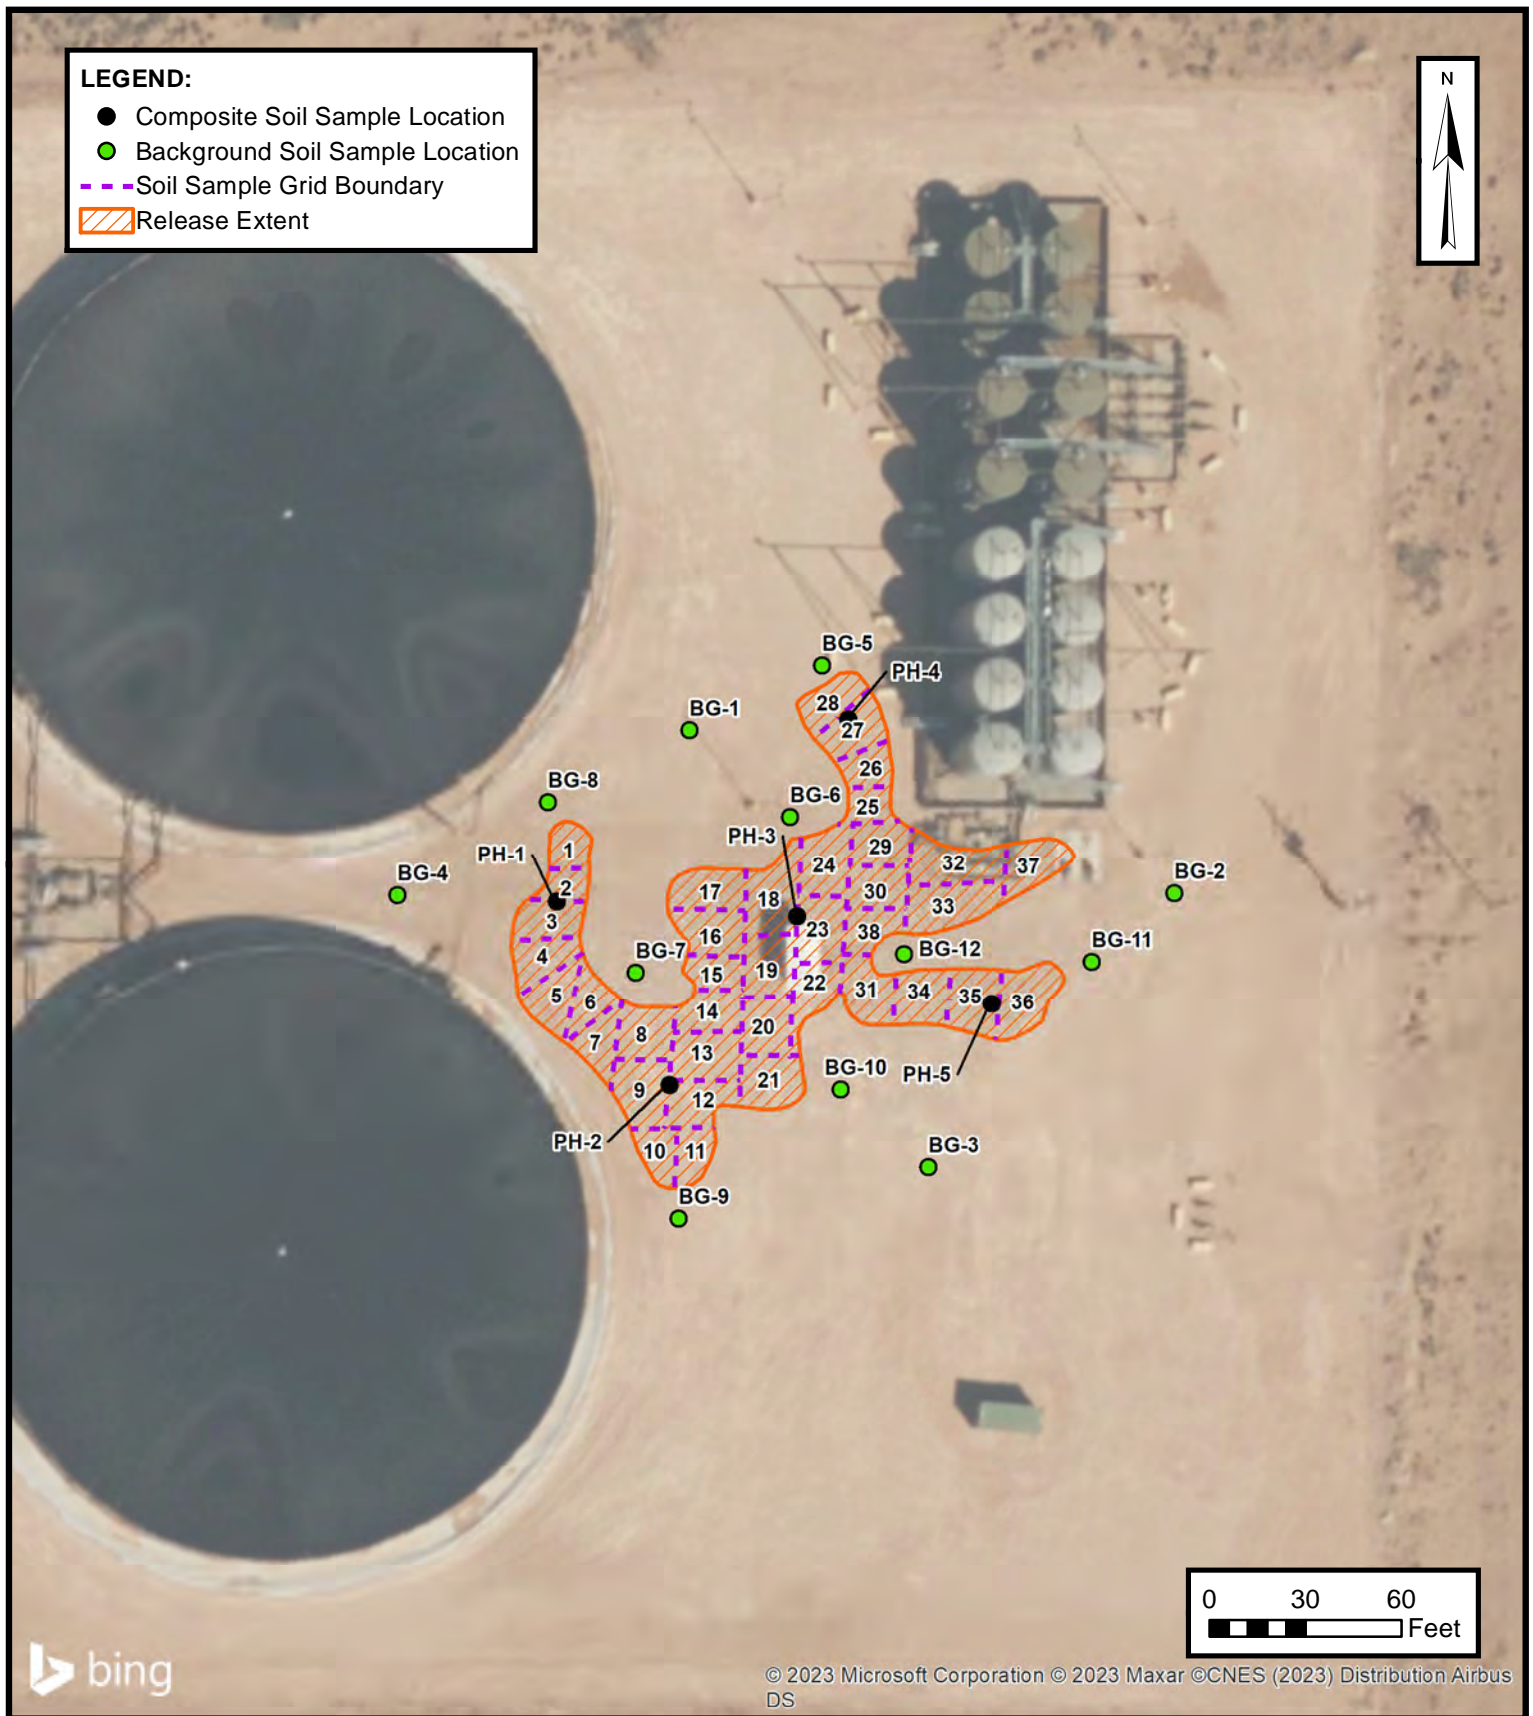 LEGEND:
Composite Soil Sample Location
Background Soil Sample Location
Soil Sample Grid Boundary
Release Extent
N
BG-5
PH-4
28
27
BG-1
26
BG-8
BG-6
25
PH-3
1
PH-1
29
24
32
37
BG-4
2
17
18
30
33
BG-2
3
23
38
16
BG-12
BG-11
4
BG-7
15
19
22
5
6
31
34
35
36
14
20
7
8
13
BG-10
PH-5
9
12
21
PH-2
10
11
BG-3
BG-9
0 30 60
Feet
bing
© 2023 Microsoft Corporation © 2023 Maxar ©CNES (2023) Distribution Airbus
DS